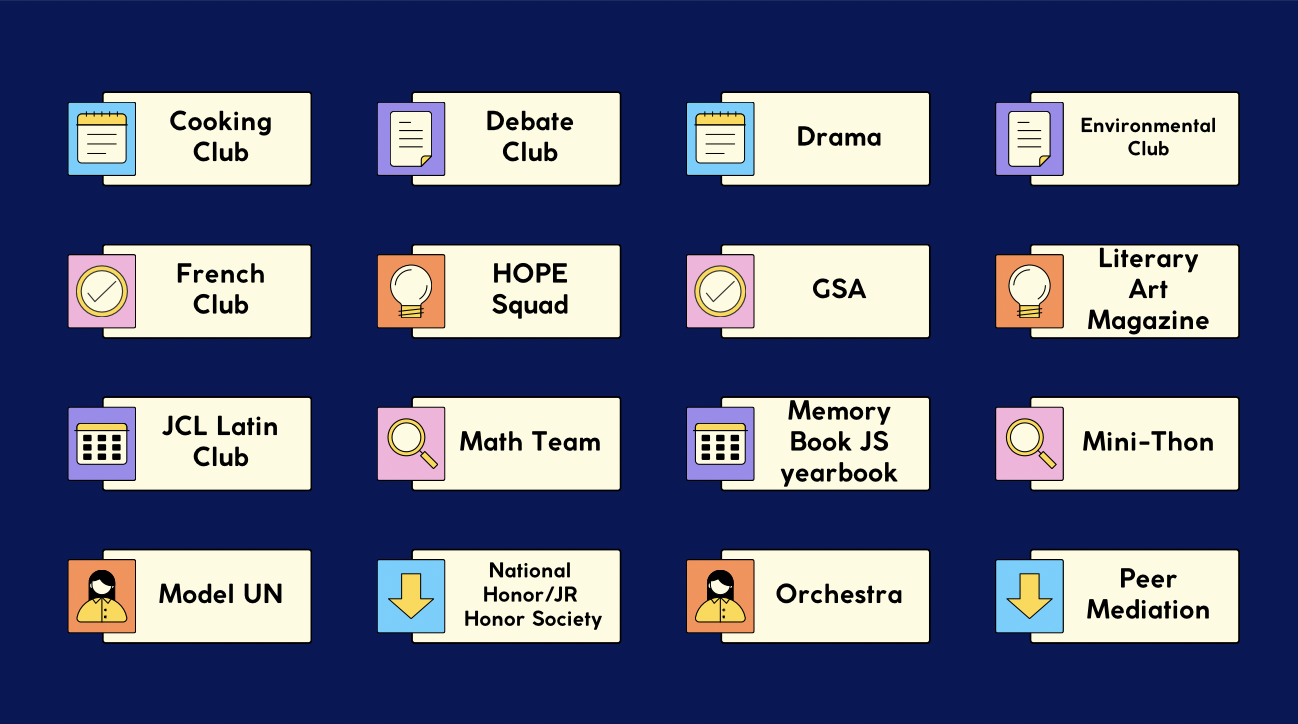 Cooking
Club
Debate
Club
Drama
Environmental
Club
French
Club
HOPE
Squad
GSA
Literary
Art
Magazine
JCL Latin
Club
Math Team
Memory
Book JS
yearbook
Mini-Thon
Model UN
National
Honor/JR
Honor Society
Orchestra
Peer
Mediation